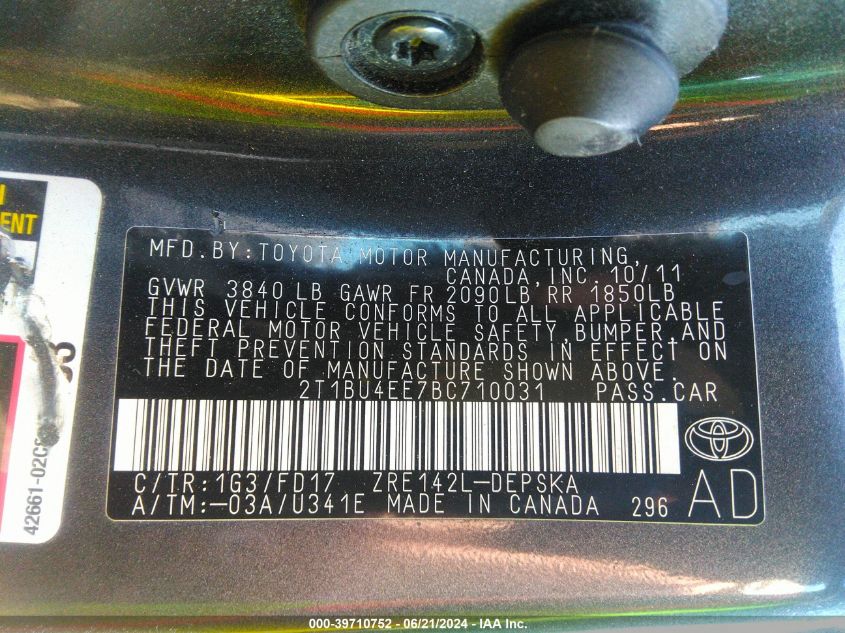 MFD.BY:TOYOTA MOTOR MANUFACTURING,
CANADA,INC. 10/11
GVWR 3840 LB GAWR FR 2090LB RR 1850LB
THIS VEHICLE CONFORMS TO ALL APPLICABLE
FEDERAL MOTOR VEHICLE SAFETY,BUMPER,AND
THEFT PREVENTION STANDARDS IN EFFECT ON
THE DATE OF MANUFACTURE SHOWN ABOVE.
2T1BU4EE7BC710031 PASS.CAR
C/TR:1G3/FD17 ZRE142L-DEPSKA
A/TM:-03A/U341E MADE IN CANADA 296
AD
000-39710752 - 06/21/2024 - IAA Inc.